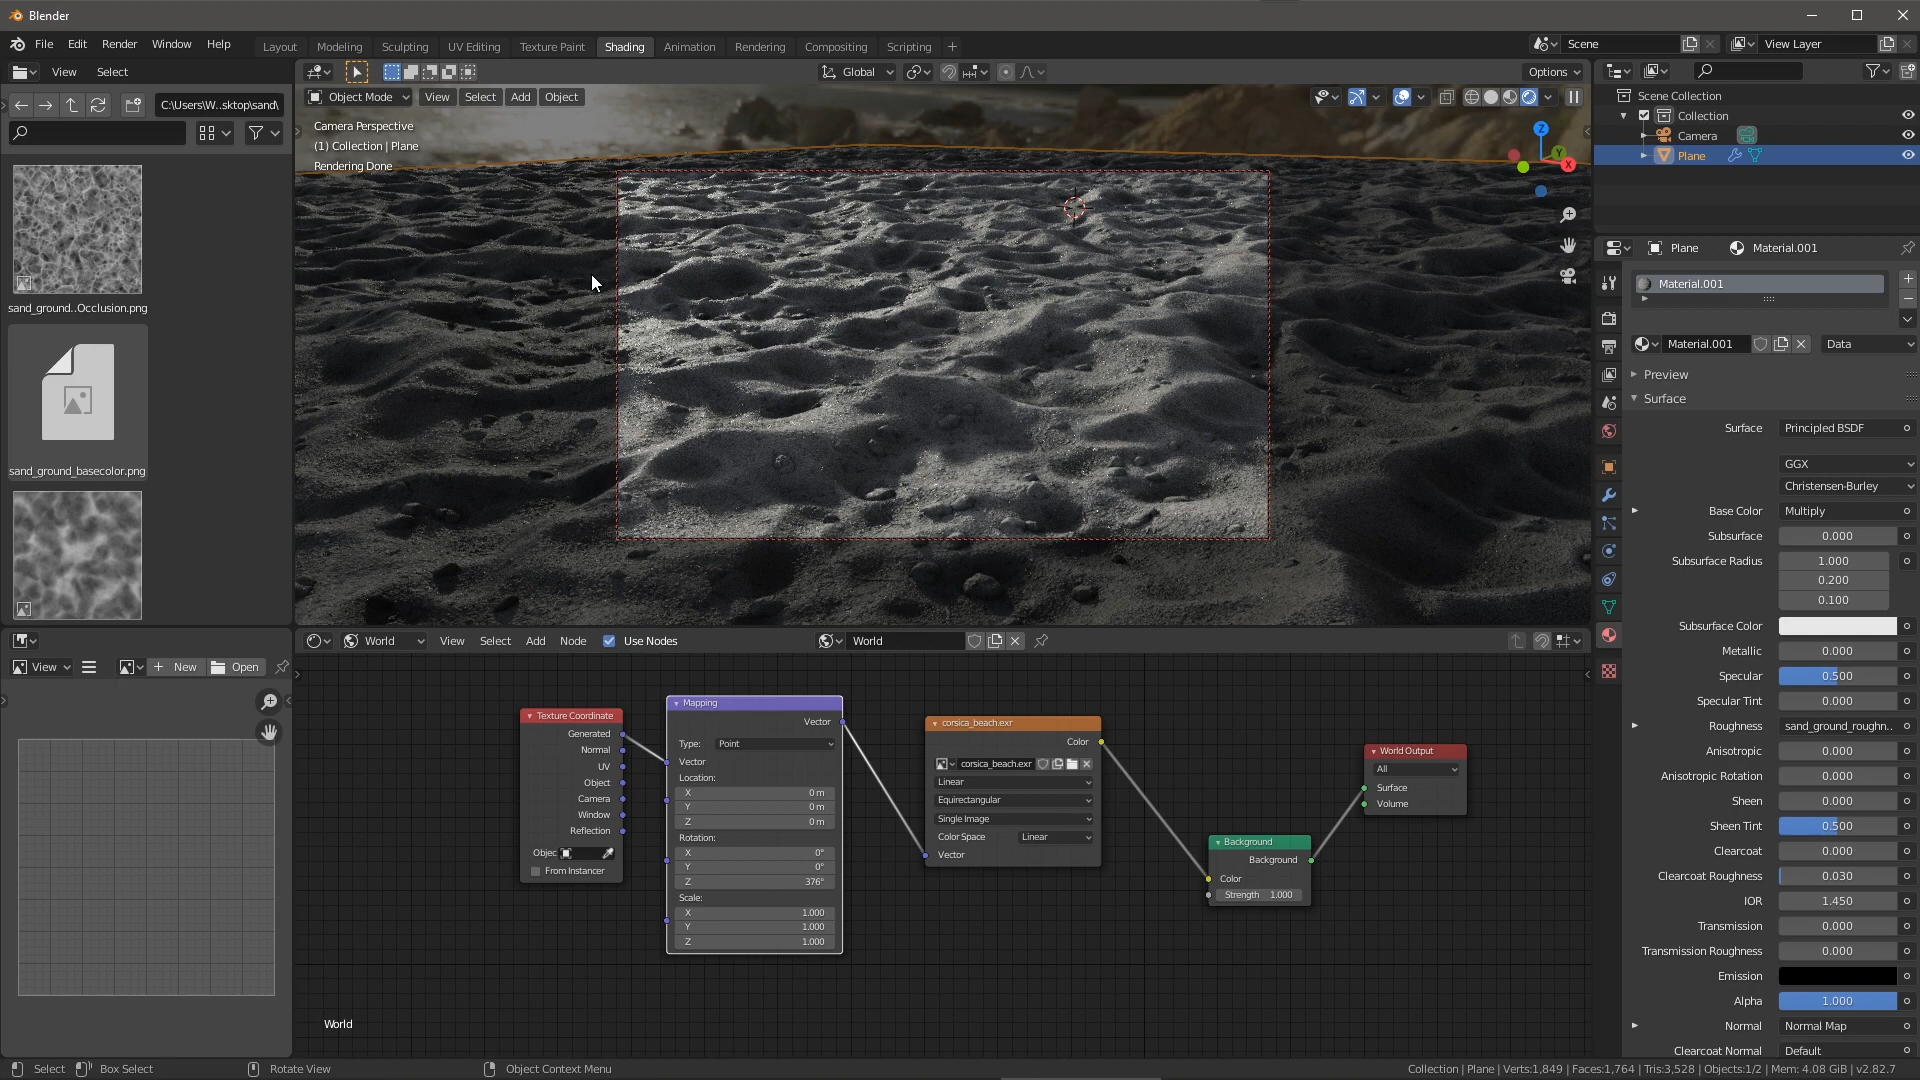 Blender
File Edit Render Window Help
Layout Modeling Sculpting UV Editing Texture Paint Shading Animation Rendering Compositing Scripting +
Scene
View Layer
View Select
Global
Options
C:\Users\W..sktop\sand\
Object Mode View Select Add Object
Camera Perspective
(1) Collection | Plane
Rendering Done
Z
Y
X
sand_ground..Occlusion.png
sand_ground_basecolor.png
Scene Collection
Collection
Camera
Plane
Plane
Material.001
Material.001
Material.001
Data
Preview
Surface
Surface Principled BSDF
GGX
Christensen-Burley
Base Color Multiply
Subsurface 0.000
Subsurface Radius 1.000
0.200
0.100
Subsurface Color
Metallic 0.000
Specular 0.500
Specular Tint 0.000
Roughness sand_ground_roughn..
Anisotropic 0.000
Anisotropic Rotation 0.000
Sheen 0.000
Sheen Tint 0.500
Clearcoat 0.000
Clearcoat Roughness 0.030
IOR 1.450
Transmission 0.000
Transmission Roughness 0.000
Emission
Alpha 1.000
Normal Normal Map
Clearcoat Normal Default
View
New
Open
World View Select Add Node Use Nodes
World
Texture Coordinate
Generated
Normal
UV
Object
Camera
Window
Reflection
Objec
From Instancer
Mapping
Vector
Type: Point
Vector
Location:
X 0 m
Y 0 m
Z 0 m
Rotation:
X 0°
Y 0°
Z 376°
Scale:
X 1.000
Y 1.000
Z 1.000
corsica_beach.exr
Color
corsica_beach.exr
Linear
Equirectangular
Single Image
Color Space Linear
Vector
Background
Background
Color
Strength 1.000
World Output
All
Surface
Volume
World
Select Box Select Rotate View Object Context Menu
Collection | Plane | Verts:1,849 | Faces:1,764 | Tris:3,528 | Objects:1/2 | Mem: 4.08 GiB | v2.82.7